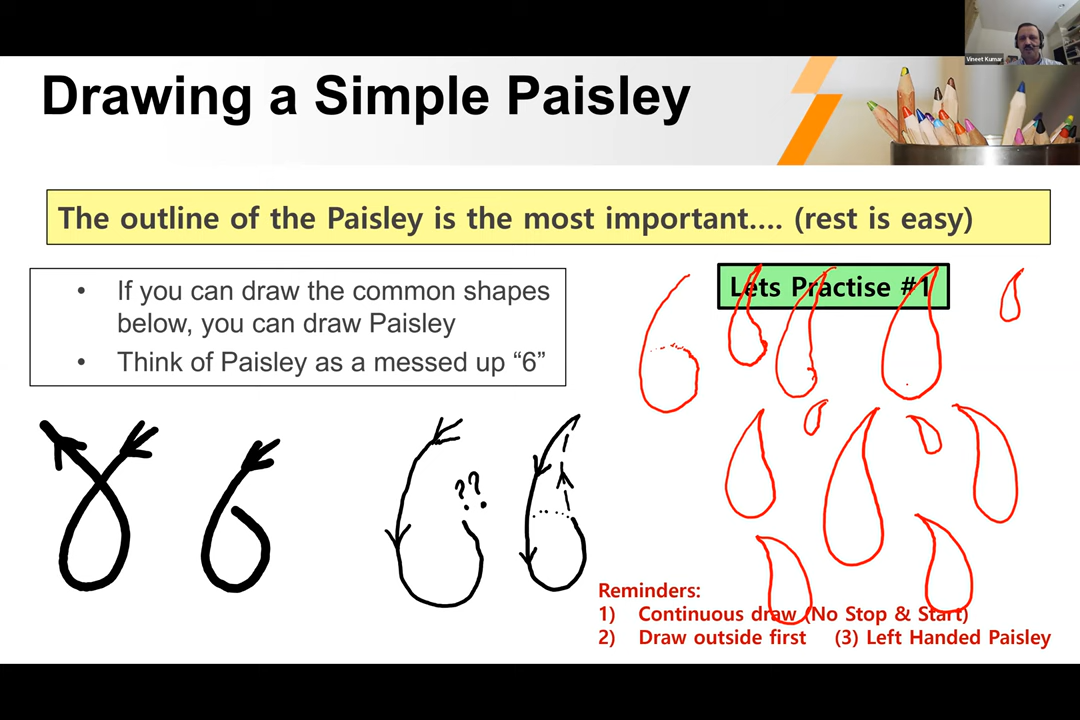 Vineet Kumar
Drawing a Simple Paisley
The outline of the Paisley is the most important.... (rest is easy)
• If you can draw the common shapes
below, you can draw Paisley
• Think of Paisley as a messed up “6”
Lets Practise #1
??
Reminders:
1) Continuous draw (No Stop & Start)
2) Draw outside first (3) Left Handed Paisley